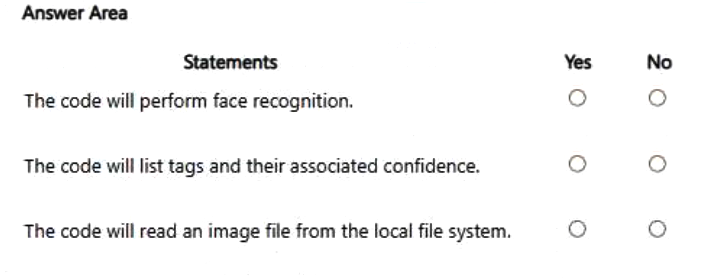 Answer Area
Statements Yes No
The code will perform face recognition.
The code will list tags and their associated confidence.
The code will read an image file from the local file system.